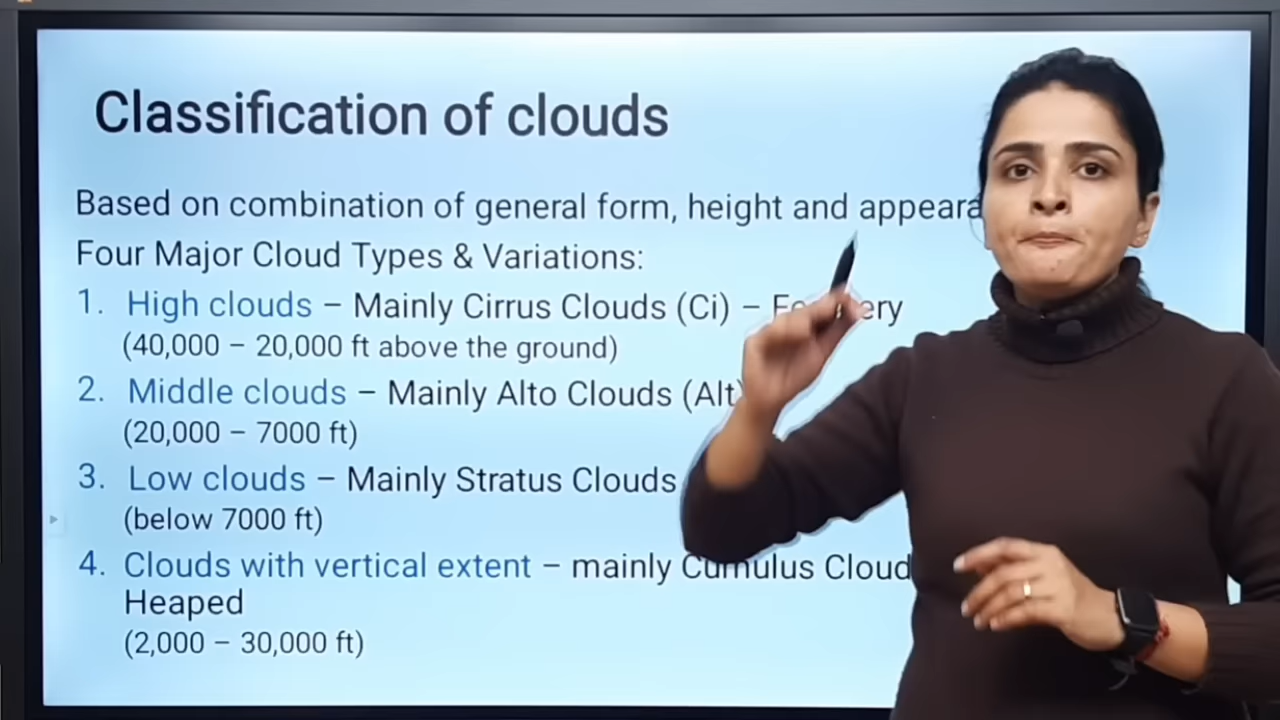 Classification of clouds
Based on combination of general form, height and
Four Major Cloud Types & Variations:
1. High clouds – Mainly Cirrus Clouds (Ci) –
(40,000 – 20,000 ft above the ground)
2. Middle clouds – Mainly Alto Clouds (Alt)
(20,000 – 7000 ft)
3. Low clouds – Mainly Stratus Clouds
(below 7000 ft)
4. Clouds with vertical extent – mainly Cumulus Cloud
Heaped
(2,000 – 30,000 ft)